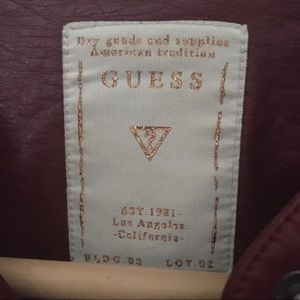 Dry goods and supplies
American tradition
GUESS
?
-EST.1981-
Los Angeles
-California-
BLDG.03 LOT.02